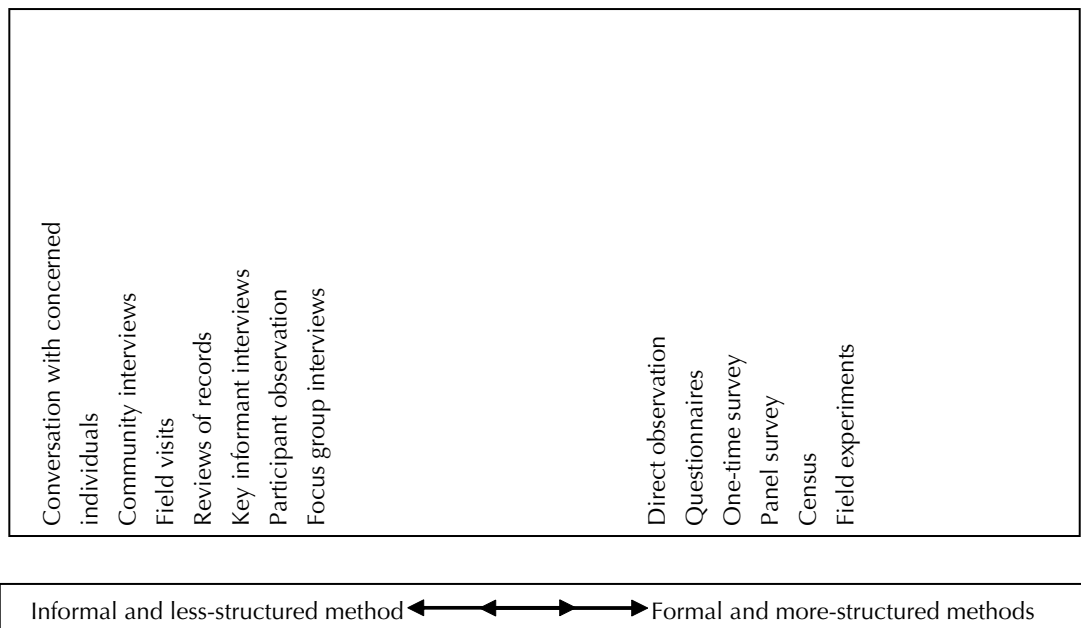 Conversation with concerned
individuals
Community interviews
Field visits
Reviews of records
Key informant interviews
Participant observation
Focus group interviews
Direct observation
Questionnaires
One-time survey
Panel survey
Census
Field experiments
Informal and less-structured method Formal and more-structured methods